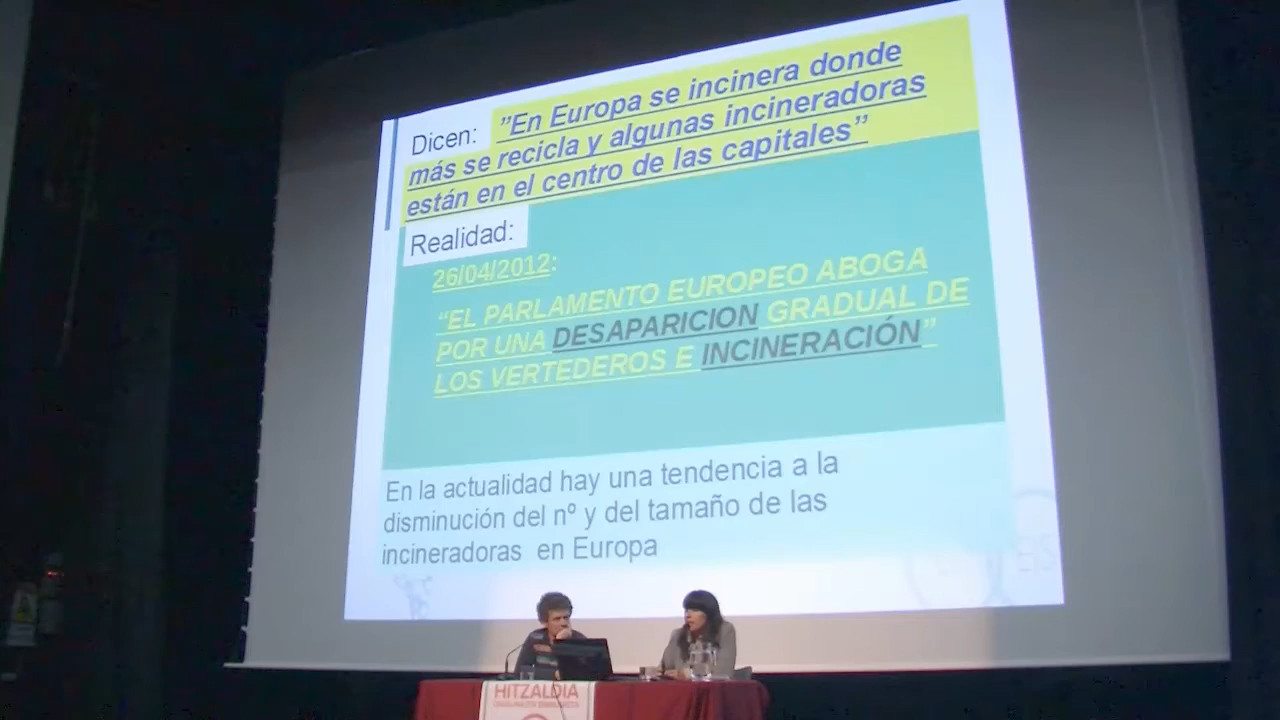 Dicen: ”En Europa se incinera donde
más se recicla y algunas incineradoras
están en el centro de las capitales”
Realidad:
26/04/2012:
“EL PARLAMENTO EUROPEO ABOGA
POR UNA DESAPARICION GRADUAL DE
LOS VERTEDEROS E INCINERACIÓN”
En la actualidad hay una tendencia a la
disminución del nº y del tamaño de las
incineradoras en Europa
HITZALDIA